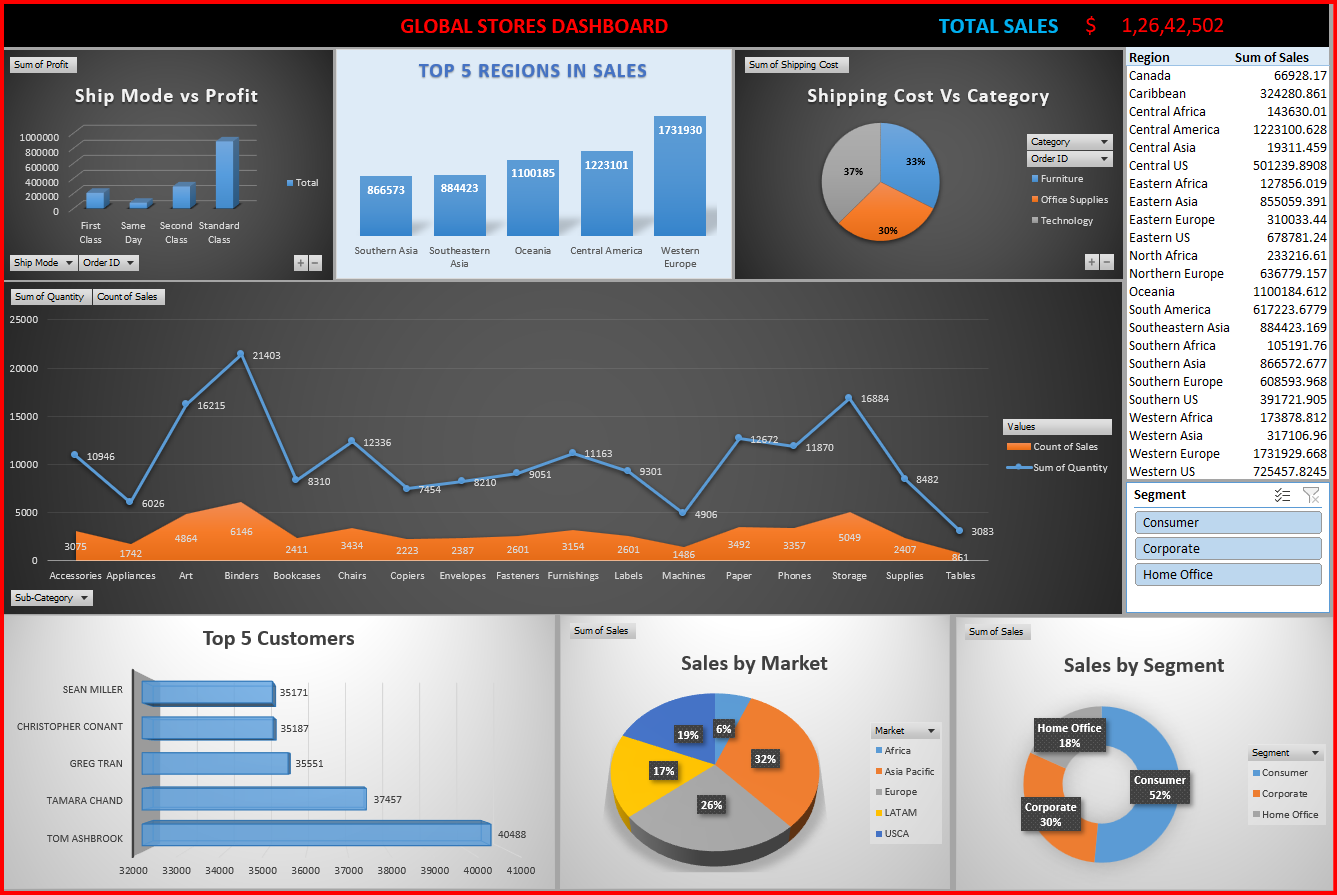 GLOBAL STORES DASHBOARD
TOTAL SALES $ 1,26,42,502
Sum of Profit
Ship Mode vs Profit
1000000
800000
600000
400000
200000
0
First Class
Same Day
Second Class
Standard Class
Total
Ship Mode
Order ID
+ −
TOP 5 REGIONS IN SALES
866573
884423
1100185
1223101
1731930
Southern Asia
Southeastern Asia
Oceania
Central America
Western Europe
Sum of Shipping Cost
Shipping Cost Vs Category
33%
30%
37%
Category
Order ID
Furniture
Office Supplies
Technology
+ −
Region Sum of Sales
Canada 66928.17
Caribbean 324280.861
Central Africa 143630.01
Central America 1223100.628
Central Asia 19311.459
Central US 501239.8908
Eastern Africa 127856.019
Eastern Asia 855059.391
Eastern Europe 310033.44
Eastern US 678781.24
North Africa 233216.61
Northern Europe 636779.157
Oceania 1100184.612
South America 617223.6779
Southeastern Asia 884423.169
Southern Africa 105191.76
Southern Asia 866572.677
Southern Europe 608593.968
Southern US 391721.905
Western Africa 173878.812
Western Asia 317106.96
Western Europe 1731929.668
Western US 725457.8245
Segment
Consumer
Corporate
Home Office
Sum of Quantity
Count of Sales
25000
20000
15000
10000
5000
0
10946
6026
16215
21403
8310
12336
7454
8210
9051
11163
9301
4906
12672
11870
16884
8482
3083
3075
1742
4864
6146
2411
3434
2223
2387
2601
3154
2601
1486
3492
3357
5049
2407
861
Accessories Appliances Art Binders Bookcases Chairs Copiers Envelopes Fasteners Furnishings Labels Machines Paper Phones Storage Supplies Tables
Values
Count of Sales
Sum of Quantity
Sub-Category
Top 5 Customers
SEAN MILLER 35171
CHRISTOPHER CONANT 35187
GREG TRAN 35551
TAMARA CHAND 37457
TOM ASHBROOK 40488
32000 33000 34000 35000 36000 37000 38000 39000 40000 41000
Sum of Sales
Sales by Market
6%
32%
26%
17%
19%
Market
Africa
Asia Pacific
Europe
LATAM
USCA
Sum of Sales
Sales by Segment
Home Office
18%
Consumer
52%
Corporate
30%
Segment
Consumer
Corporate
Home Office